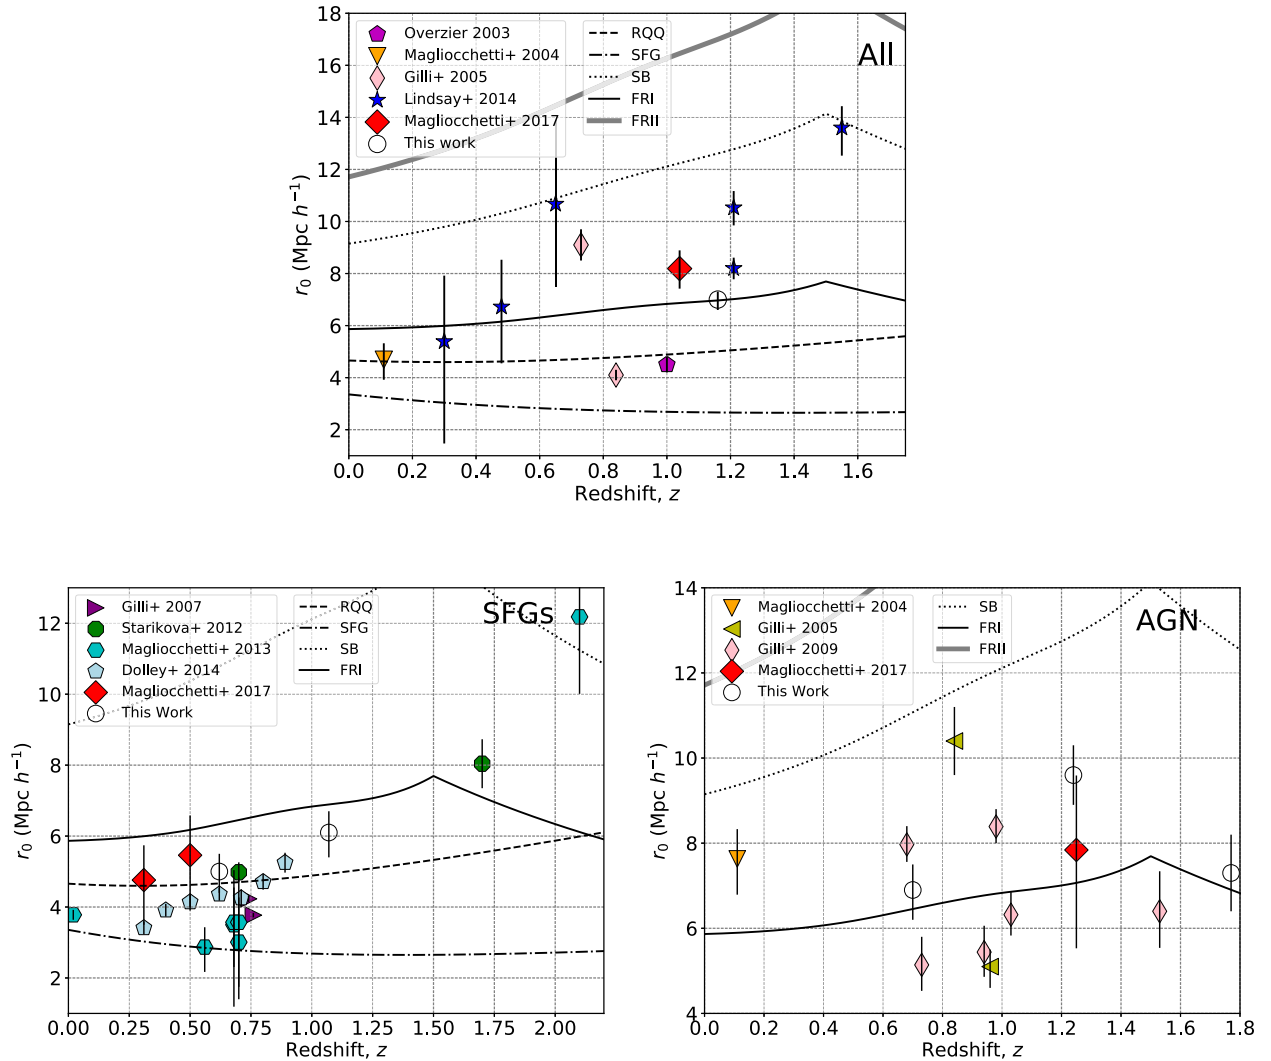 18
16
14
12
10
8
6
4
2
r₀ (Mpc h⁻¹)
Overzier 2003
Magliocchetti+ 2004
Gilli+ 2005
Lindsay+ 2014
Magliocchetti+ 2017
This work
RQQ
SFG
SB
FRI
FRII
All
0.0 0.2 0.4 0.6 0.8 1.0 1.2 1.4 1.6
Redshift, z
12
10
8
6
4
2
r₀ (Mpc h⁻¹)
Gilli+ 2007
Starikova+ 2012
Magliocchetti+ 2013
Dolley+ 2014
Magliocchetti+ 2017
This Work
RQQ
SFG
SB
FRI
SFGs
0.00 0.25 0.50 0.75 1.00 1.25 1.50 1.75 2.00
Redshift, z
14
12
10
8
6
4
r₀ (Mpc h⁻¹)
Magliocchetti+ 2004
Gilli+ 2005
Gilli+ 2009
Magliocchetti+ 2017
This Work
SB
FRI
FRII
AGN
0.0 0.2 0.4 0.6 0.8 1.0 1.2 1.4 1.6 1.8
Redshift, z